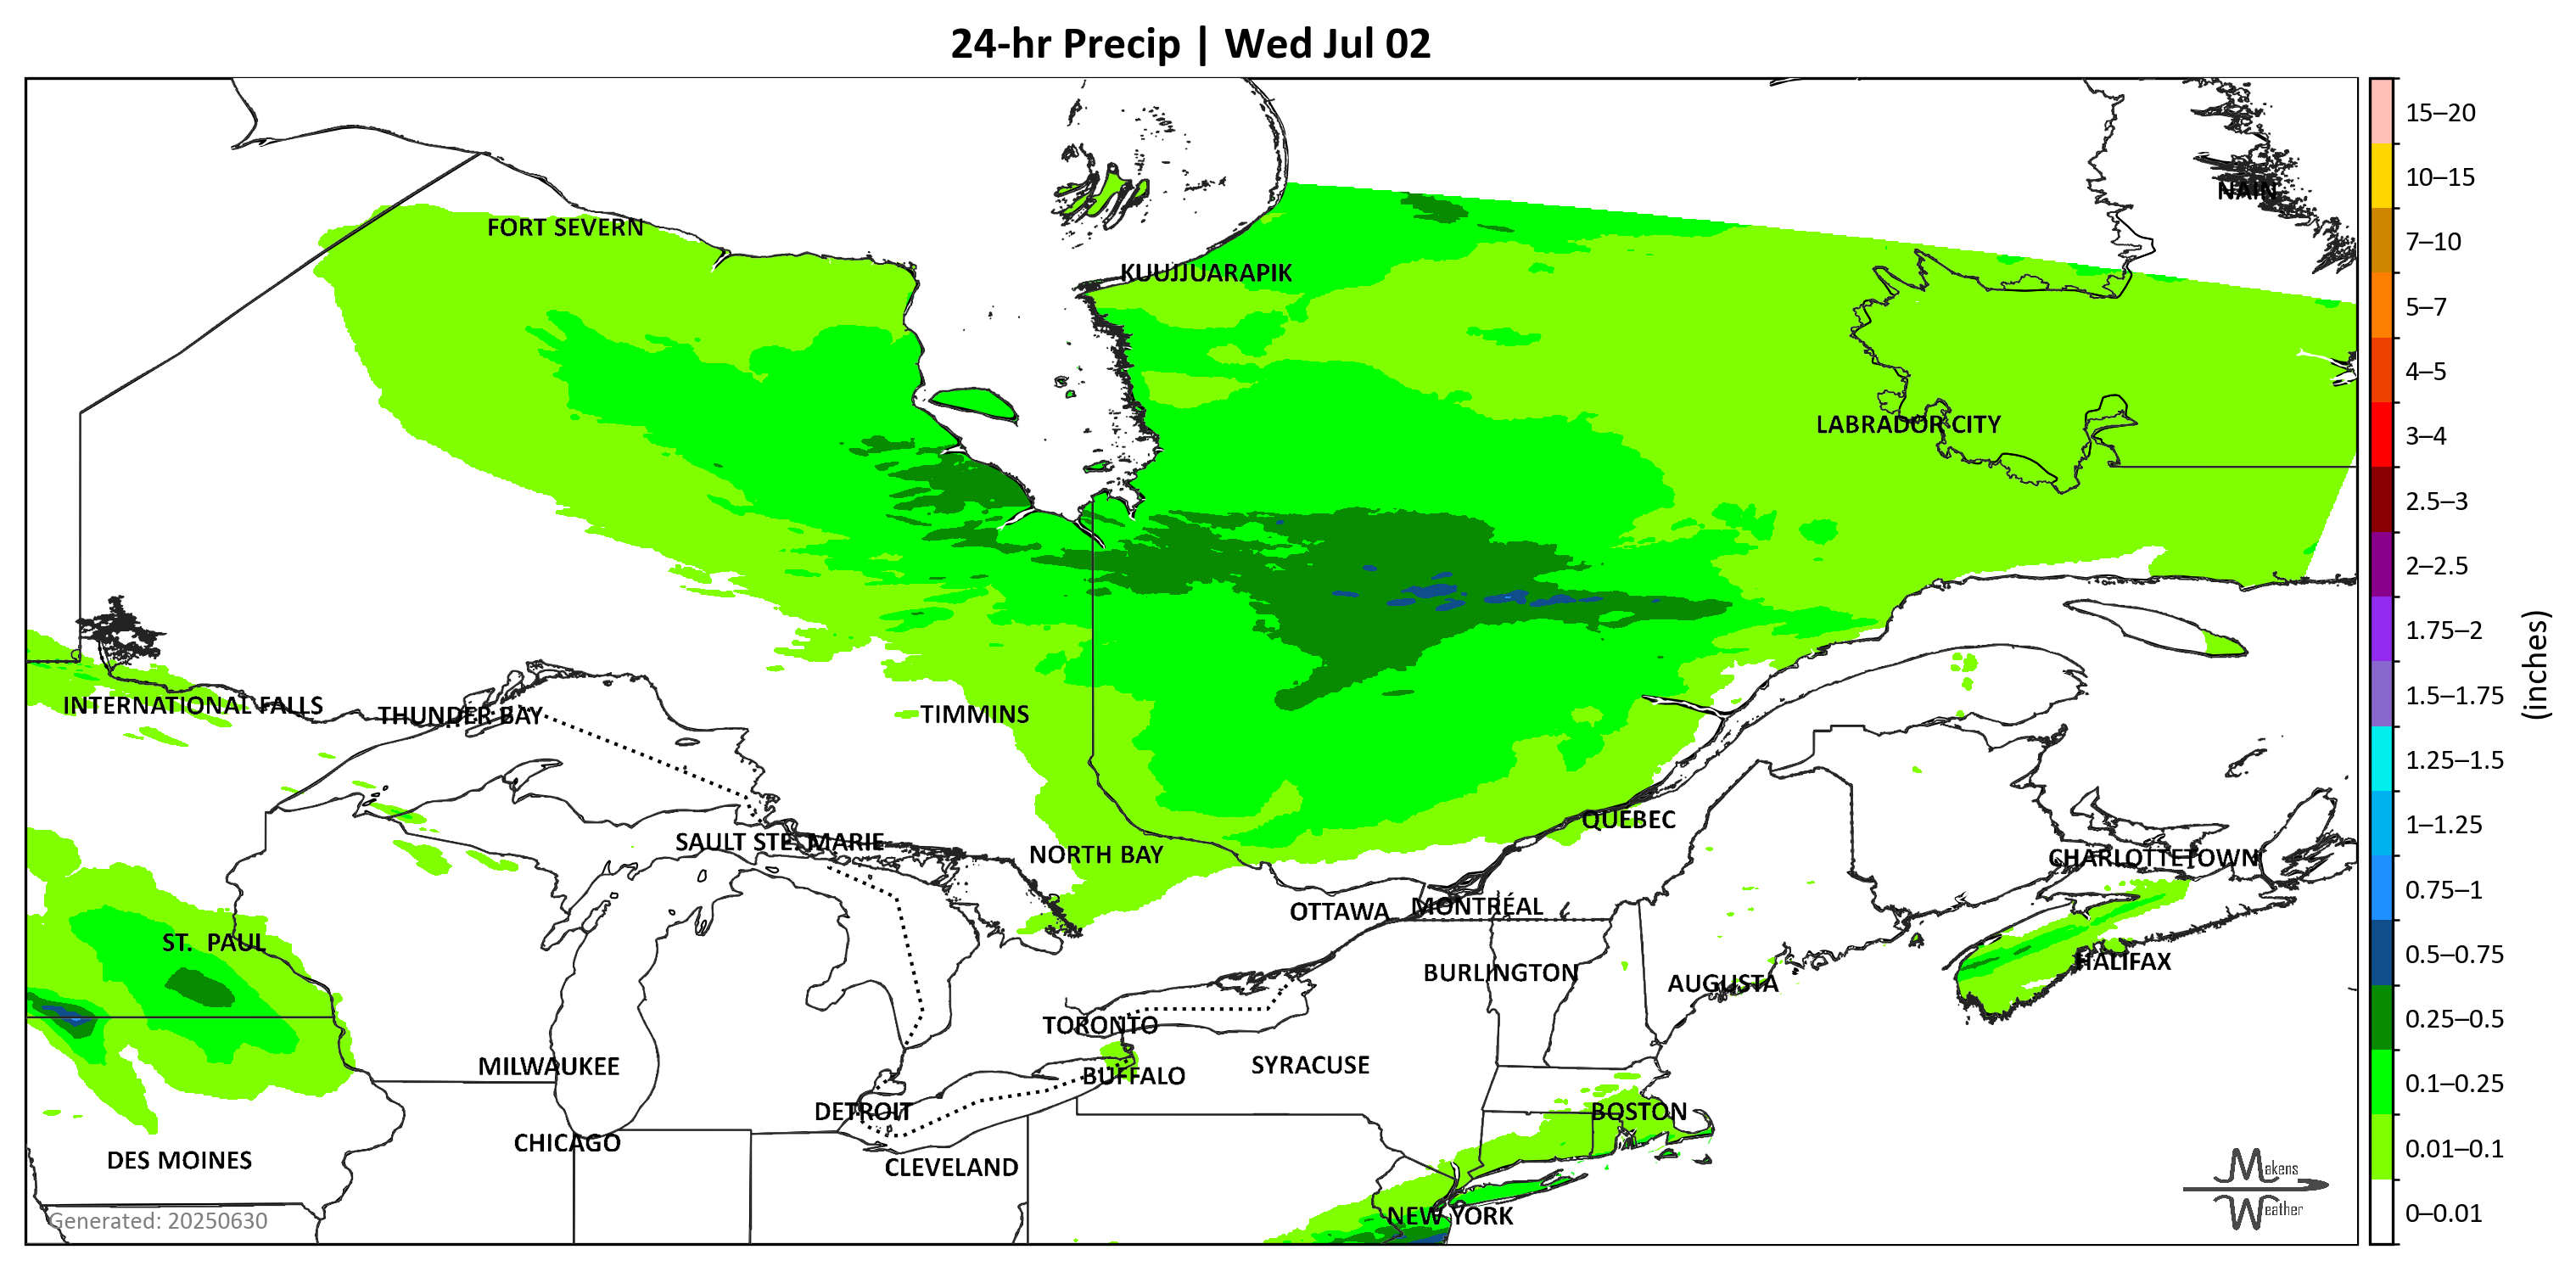 24-hr Precip | Wed Jul 02
15–20
10–15
7–10
5–7
4–5
3–4
2.5–3
2–2.5
1.75–2
1.5–1.75
1.25–1.5
1–1.25
0.75–1
0.5–0.75
0.25–0.5
0.1–0.25
0.01–0.1
0–0.01
(inches)
NAIN
FORT SEVERN
KUUJJUARAPIK
LABRADOR CITY
INTERNATIONAL FALLS
THUNDER BAY
TIMMINS
QUEBEC
SAULT STE. MARIE
NORTH BAY
CHARLOTTETOWN
OTTAWA
MONTRÉAL
ST. PAUL
HALIFAX
BURLINGTON
AUGUSTA
TORONTO
MILWAUKEE
BUFFALO
SYRACUSE
DETROIT
BOSTON
CHICAGO
DES MOINES
CLEVELAND
NEW YORK
Generated: 20250630
Makens
Weather